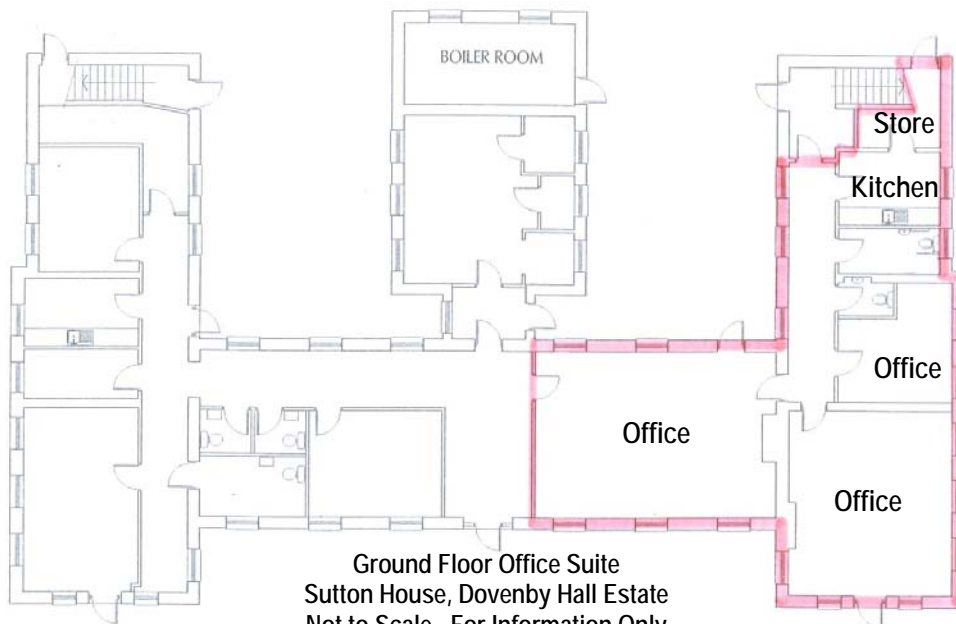 BOILER ROOM
Store
Kitchen
Office
Office
Office
Ground Floor Office Suite
Sutton House, Dovenby Hall Estate
Not to Scale - For Information Only